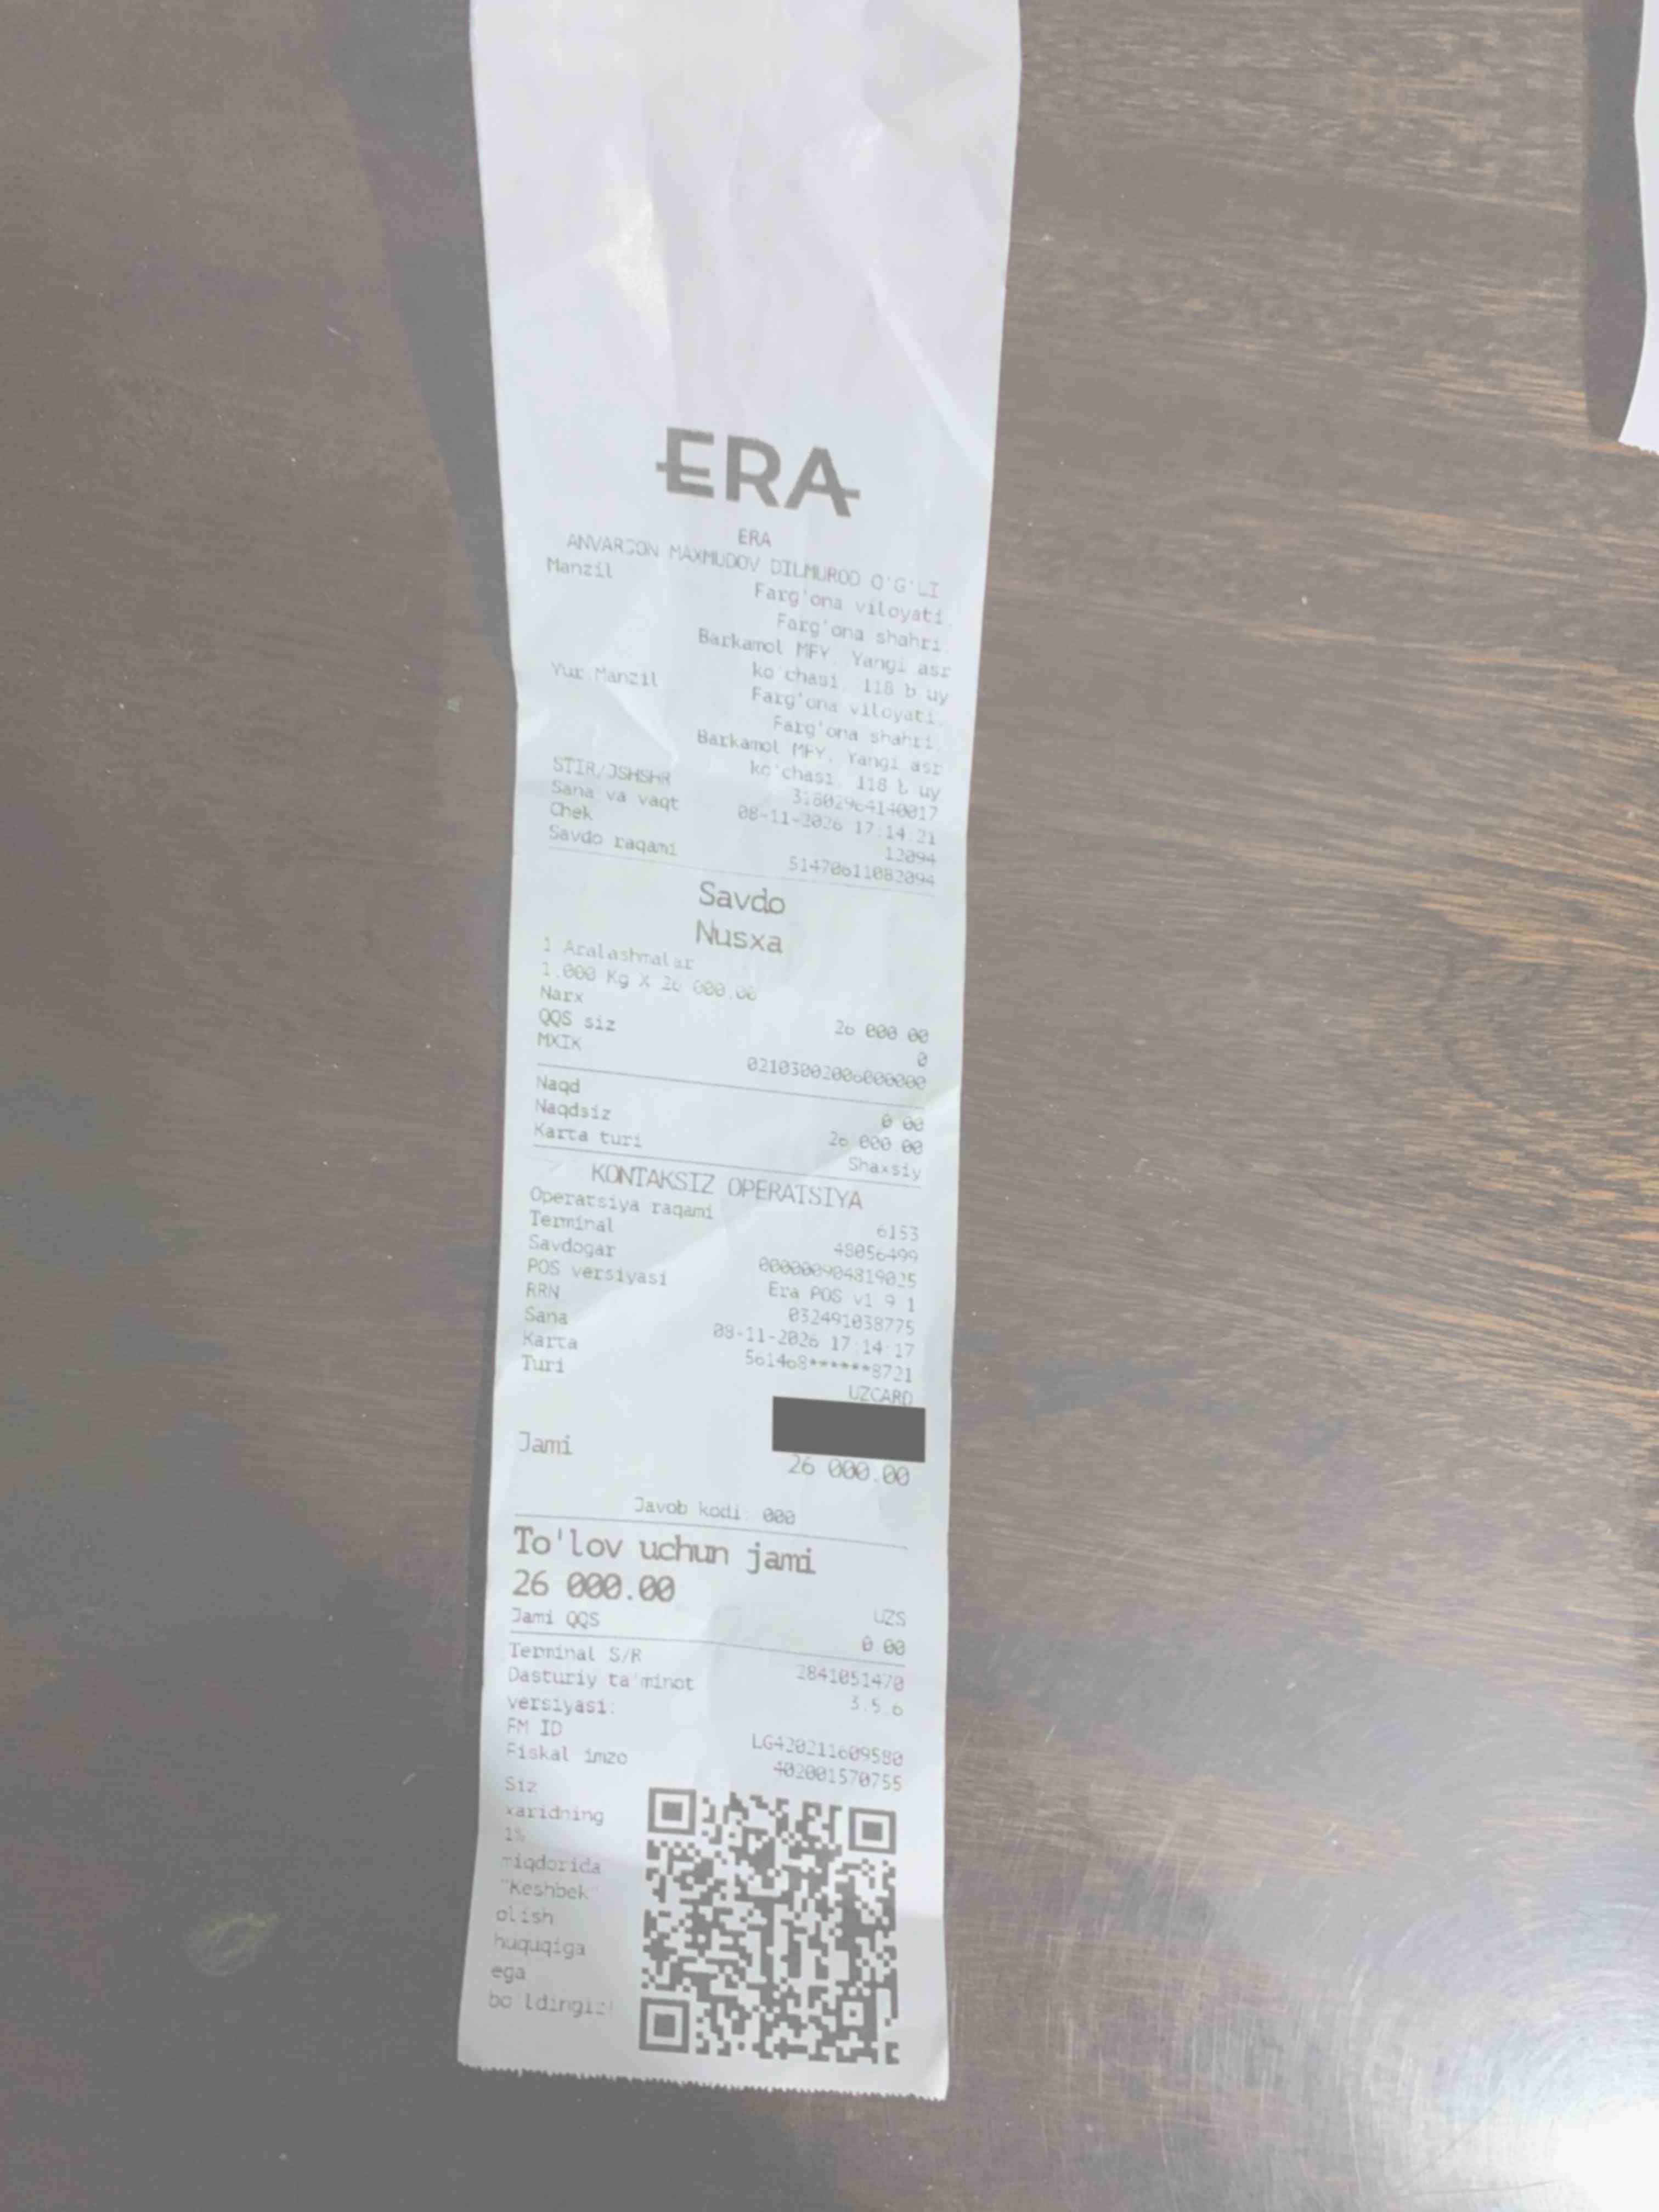 ERA
ERA
ANVARJON MAXMUDOV DILMUROD O'G'LI
Manzil Farg'ona viloyati,
Farg'ona shahri,
Barkamol MFY, Yangi asr
ko'chasi, 118 b uy
Yur.Manzil Farg'ona viloyati,
Farg'ona shahri,
Barkamol MFY, Yangi asr
ko'chasi, 118 b uy
STIR/JSHSHR 31802964140017
Sana va vaqt 08-11-2026 17:14:21
Chek 12094
Savdo raqami 51470611082094
Savdo
Nusxa
1 Aralashmalar
1.000 Kg X 26 000.00
Narx 26 000.00
QQS siz 0
MXIK 02103002006000000
Naqd 0.00
Naqdsiz 26 000.00
Karta turi Shaxsiy
KONTAKSIZ OPERATSIYA
Operatsiya raqami 6153
Terminal 48056499
Savdogar 000000904819025
POS versiyasi Era POS v1.9.1
RRN 032491038775
Sana 08-11-2026 17:14:17
Karta 561468******8721
Turi UZCARD
Jami 26 000.00
Javob kodi: 000
To'lov uchun jami
26 000.00 UZS
Jami QQS 0.00
Terminal S/R 2841051470
Dasturiy ta'minot 3.5.6
versiyasi:
FM ID LG420211609580
Fiskal imzo 402001570755
Siz
xaridning
1%
miqdorida
"Keshbek"
olish
huquqiga
ega
bo'ldingiz!